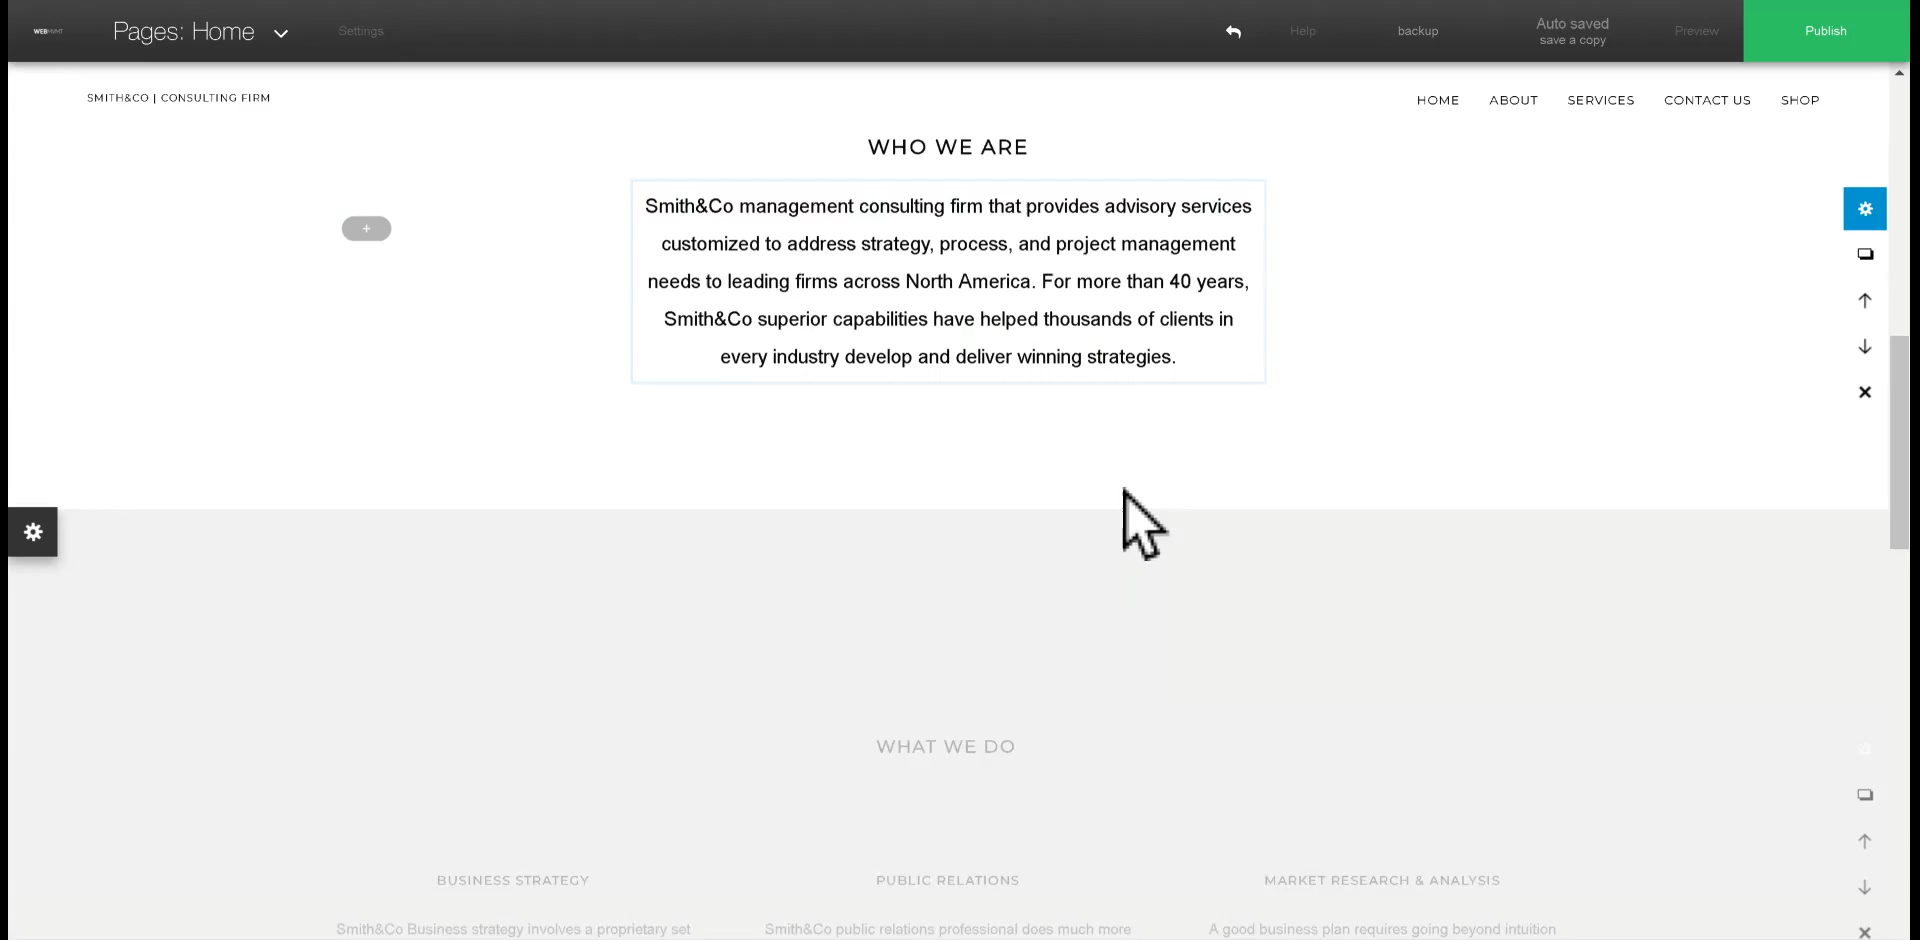 WEB
Pages: Home
Settings
Help
backup
Auto saved
save a copy
Preview
Publish
SMITH&CO | CONSULTING FIRM
HOME
ABOUT
SERVICES
CONTACT US
SHOP
WHO WE ARE
Smith&Co management consulting firm that provides advisory services
customized to address strategy, process, and project management
needs to leading firms across North America. For more than 40 years,
Smith&Co superior capabilities have helped thousands of clients in
every industry develop and deliver winning strategies.
WHAT WE DO
BUSINESS STRATEGY
PUBLIC RELATIONS
MARKET RESEARCH & ANALYSIS
Smith&Co Business strategy involves a proprietary set
Smith&Co public relations professional does much more
A good business plan requires going beyond intuition